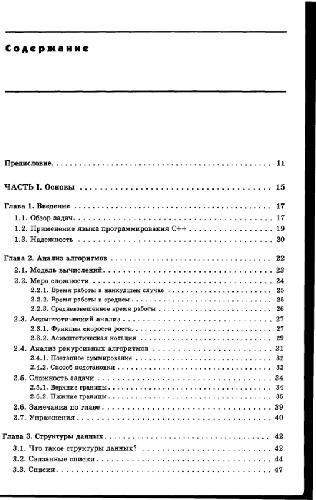 Содержание
Предисловие. 11
ЧАСТЬ I. Основы 15
Глава 1. Введение 17
1.1. Обзор задач. 17
1.2. Применение языка программирования C++ 19
1.3. Надежность 20
Глава 2. Анализ алгоритмов 22
2.1. Модель вычислений. 23
2.2. Мера сложности 24
2.2.1. Время работы в наихудшем случае 25
2.2.2. Время работы в среднем 25
2.2.3. Среднеизмененное время работы 26
2.3. Асимптотический анализ 27
2.3.1. Функция скорости роста. 27
2.3.2. Асимптотическая нотация 29
2.4. Анализ рекурсивных алгоритмов 31
2.4.1. Поэтапное суммирование 32
2.4.2. Способ подстановки 32
2.5. Сложность задачи 34
2.5.1. Верхние границы 34
2.5.2. Нижние границы 35
2.6. Замечания по главе 39
2.7. Упражнения 40
Глава 3. Структуры данных 42
3.1. Что такое структуры данных? 42
3.2. Связанные списки 44
3.3. Списки 47